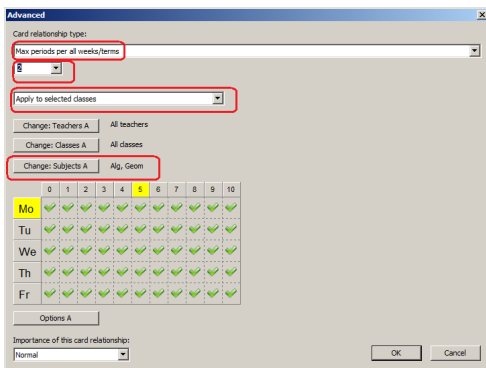 Advanced
Card relationship type:
Max periods per all weeks/terms
2
Apply to selected classes
Change: Teachers A All teachers
Change: Classes A All classes
Change: Subjects A Alg, Geom
0 1 2 3 4 5 6 7 8 9 10
Mo
Tu
We
Th
Fr
Options A
Importance of this card relationship:
Normal
OK Cancel